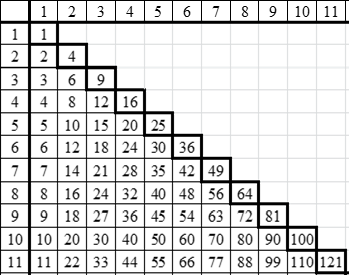 1 2 3 4 5 6 7 8 9 10 11
1 1
2 2 4
3 3 6 9
4 4 8 12 16
5 5 10 15 20 25
6 6 12 18 24 30 36
7 7 14 21 28 35 42 49
8 8 16 24 32 40 48 56 64
9 9 18 27 36 45 54 63 72 81
10 10 20 30 40 50 60 70 80 90 100
11 11 22 33 44 55 66 77 88 99 110 121